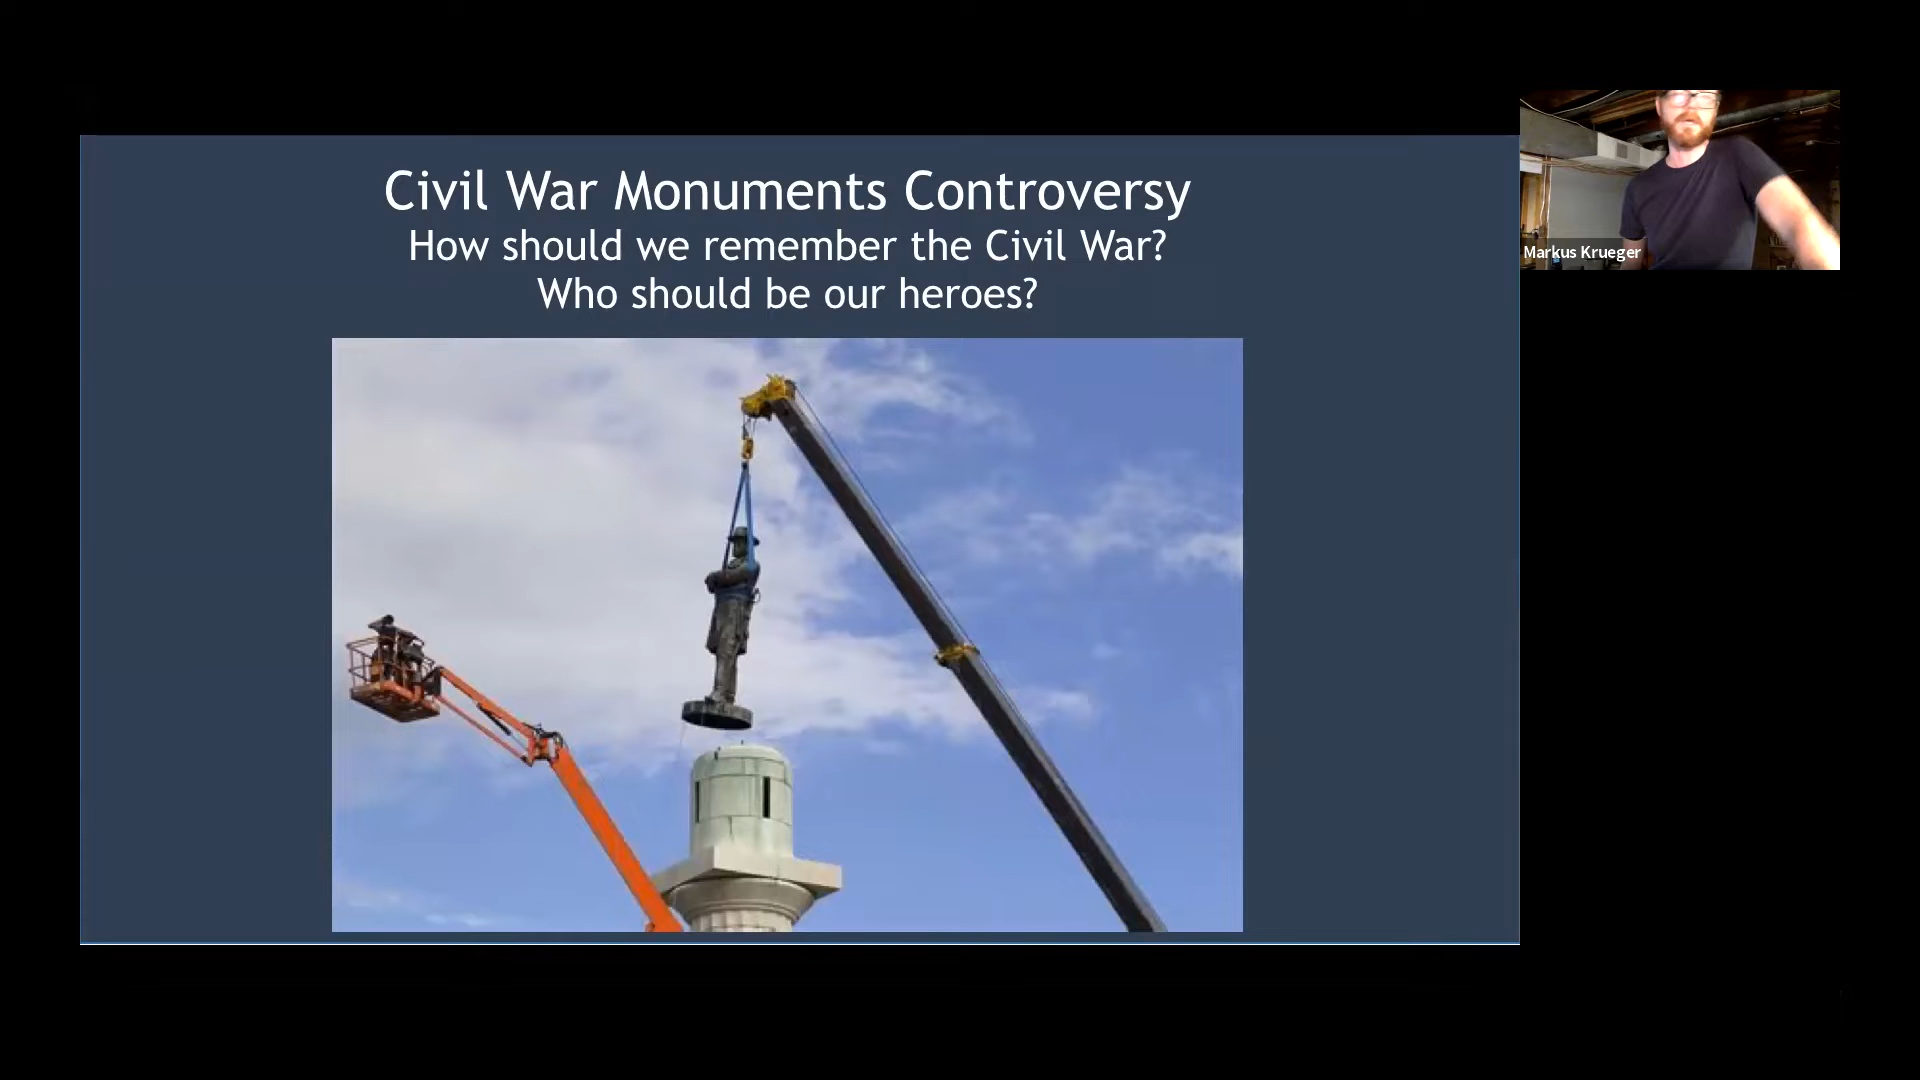 Civil War Monuments Controversy
How should we remember the Civil War?
Who should be our heroes?
Markus Krueger